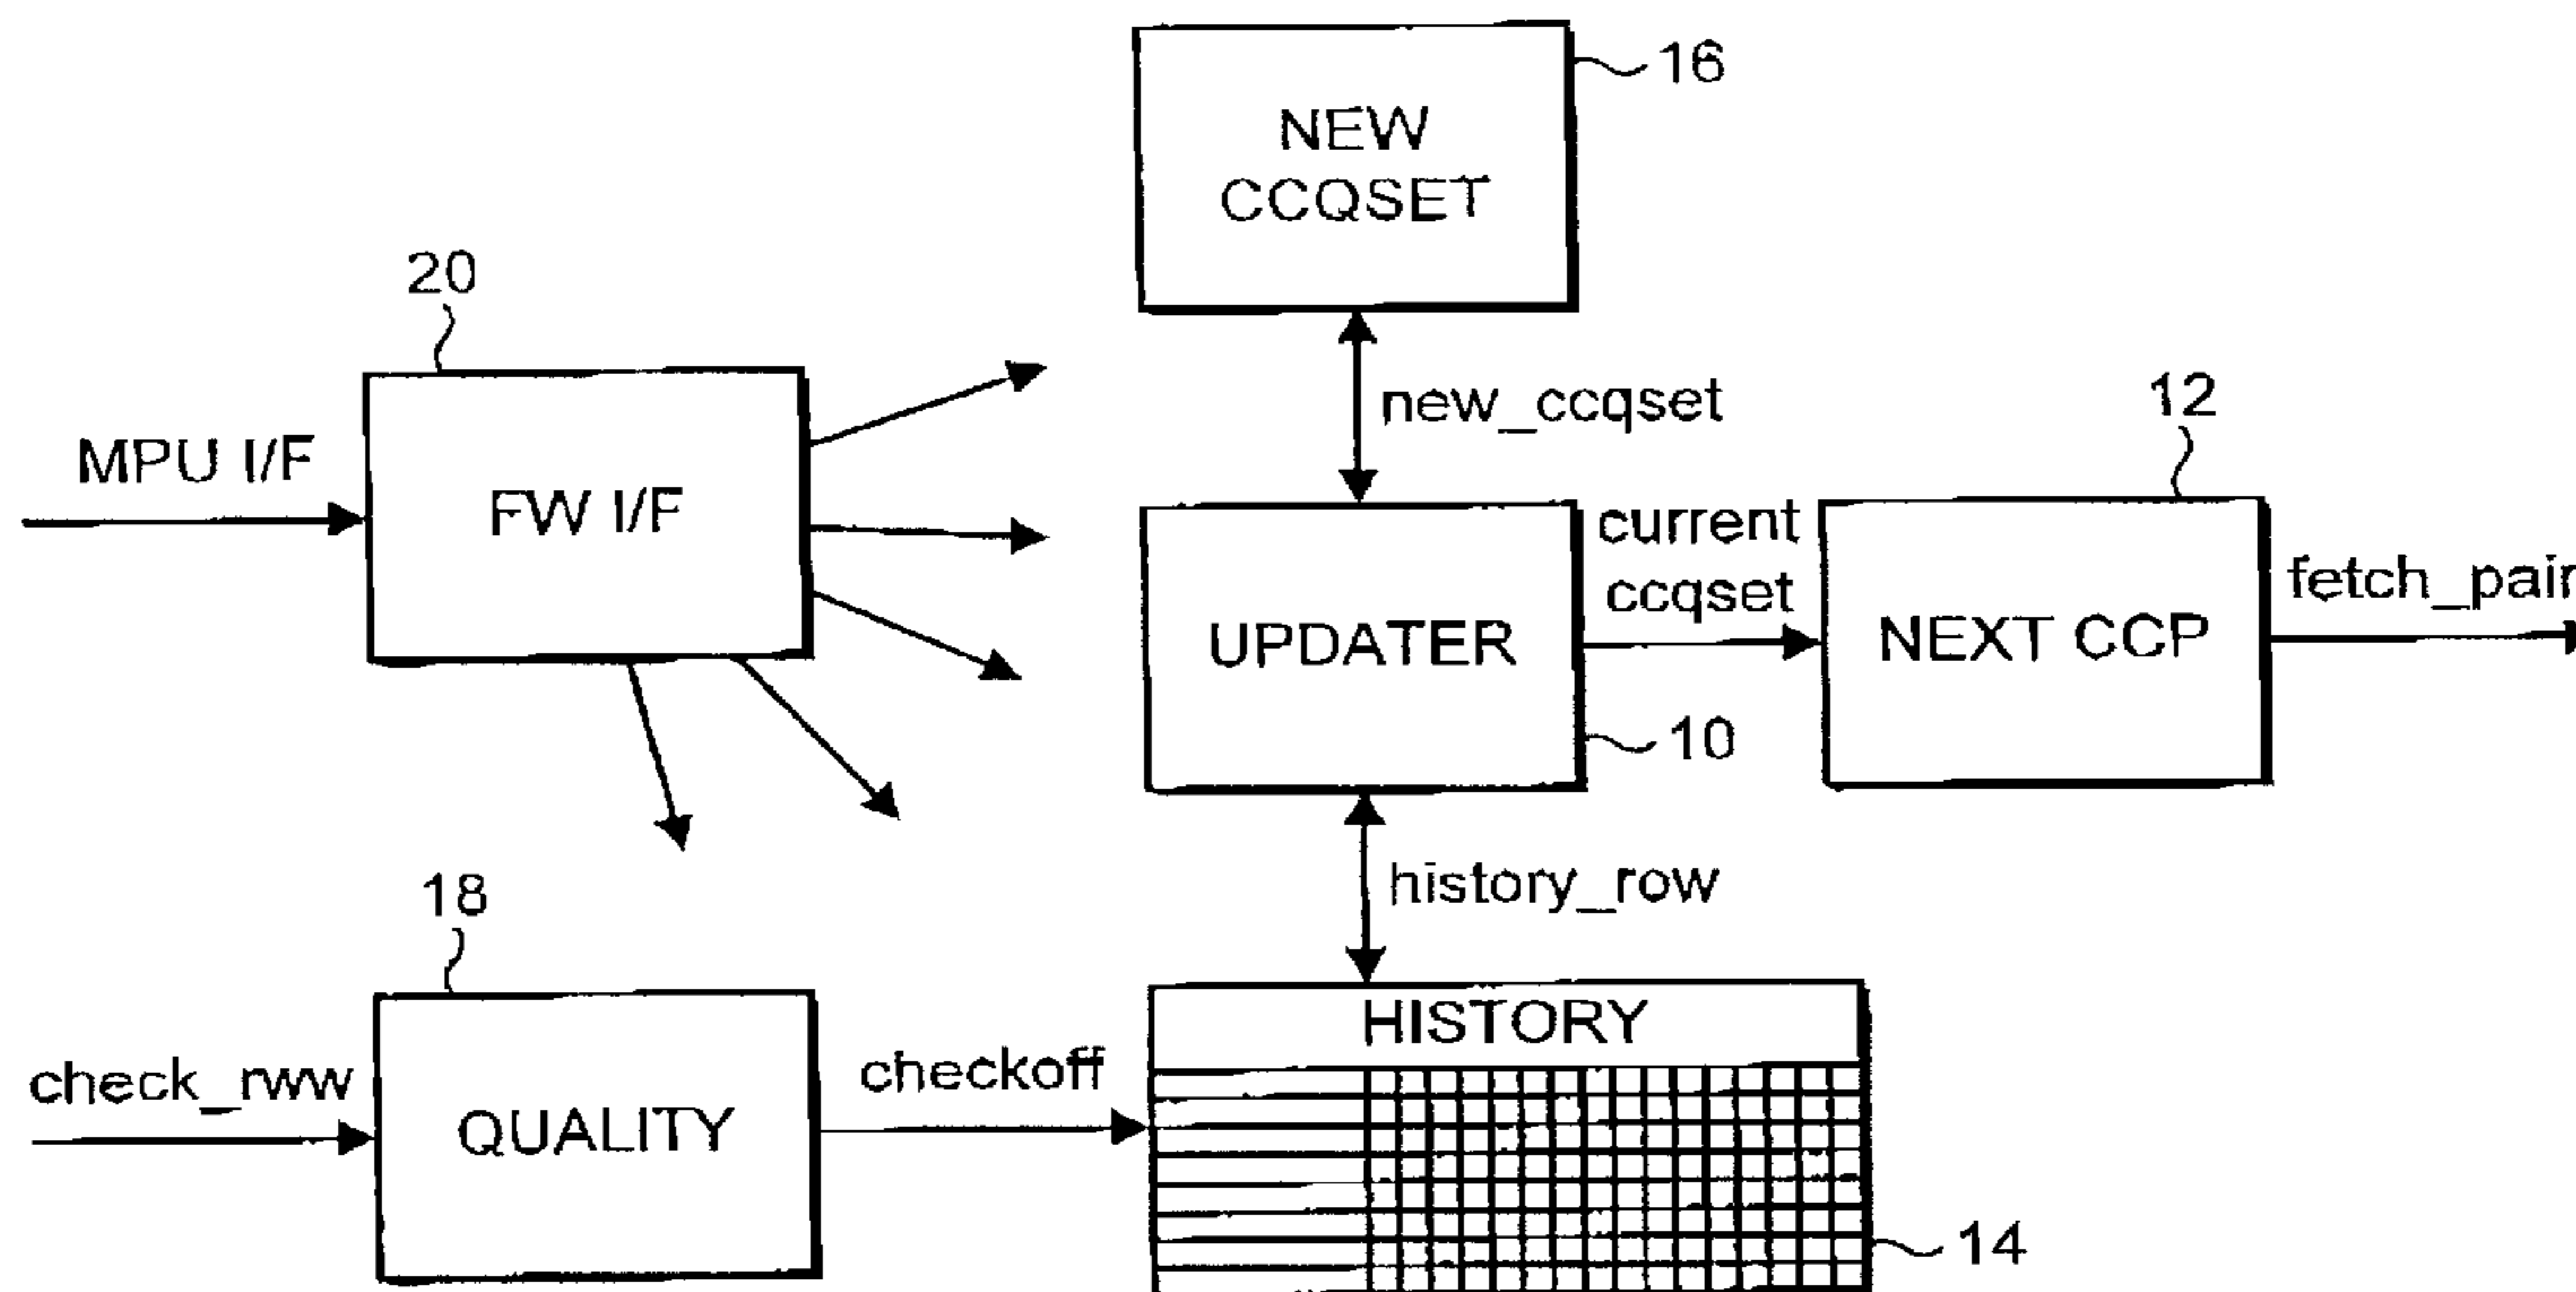 16
NEW
CCQSET
20
new_ccqset
12
MPU I/F
FW I/F
current
ccqset
UPDATER
NEXT CCP
fetch_pair
10
history_row
18
HISTORY
check_rww
QUALITY
checkoff
14